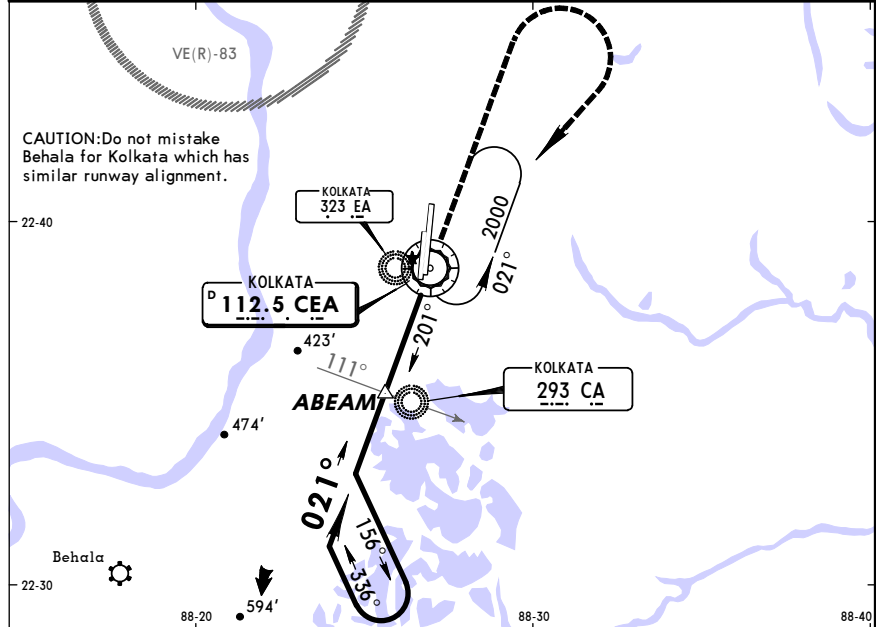 VE(R)-83
CAUTION:Do not mistake
Behala for Kolkata which has
similar runway alignment.
KOLKATA
323 EA
22-40
2000
021°
KOLKATA
D 112.5 CEA
201°
423'
111°
KOLKATA
293 CA
ABEAM
474'
021°
156°
336°
Behala
22-30
594'
88-20
88-30
88-40